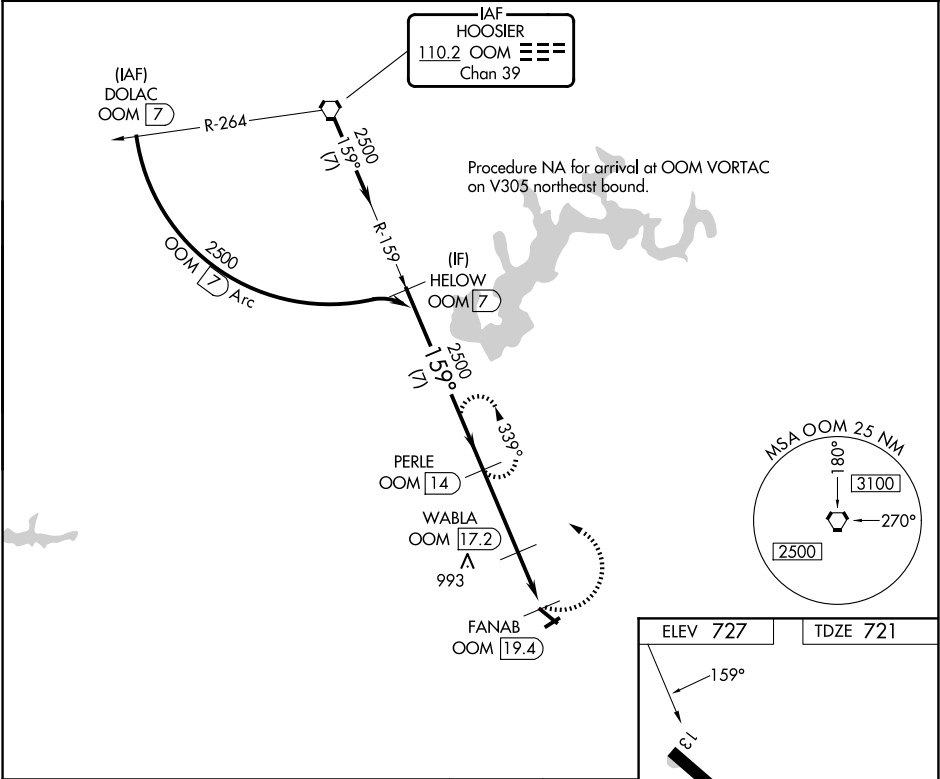 IAF
HOOSIER
110.2 OOM
Chan 39
(IAF)
DOLAC
OOM 7
R-264
2500
159°
(7)
Procedure NA for arrival at OOM VORTAC
on V305 northeast bound.
R-159
2500
OOM 7 Arc
(IF)
HELOW
OOM 7
2500
159°
(7)
339°
PERLE
OOM 14
WABLA
OOM 17.2
993
FANAB
OOM 19.4
MSA OOM 25 NM
180°
3100
270°
2500
ELEV 727
TDZE 721
159°
13